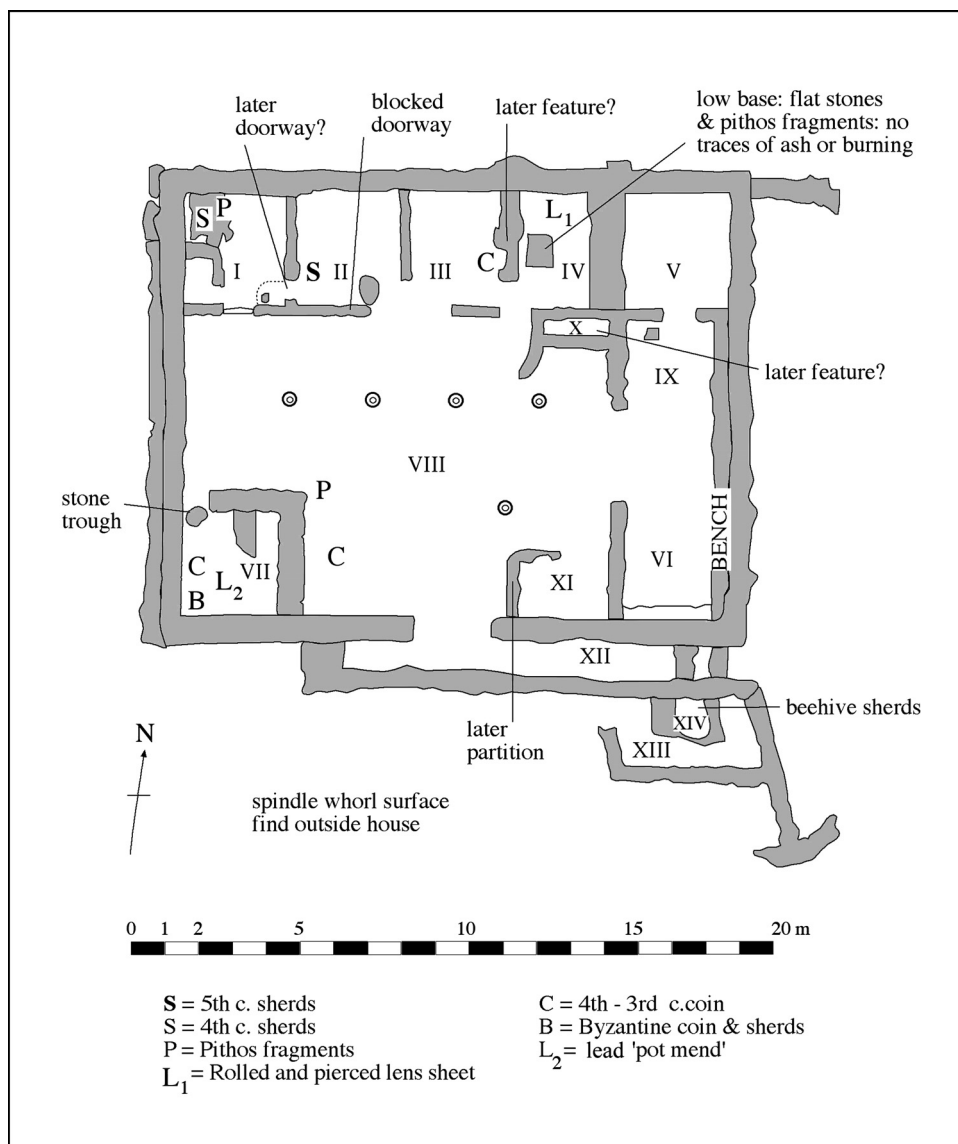 later
doorway?
blocked
doorway
later feature?
low base: flat stones
& pithos fragments: no
traces of ash or burning
S P
L1
I
S II
III
C
IV
V
X
IX
later feature?
VIII
stone
trough
P
C
C
L2
VII
B
XI
VI
BENCH
XII
XIV
beehive sherds
XIII
later
partition
N
spindle whorl surface
find outside house
0 1 2 5 10 15 20 m
S = 5th c. sherds
S = 4th c. sherds
P = Pithos fragments
L1 = Rolled and pierced lens sheet
C = 4th - 3rd c.coin
B = Byzantine coin & sherds
L2 = lead 'pot mend'